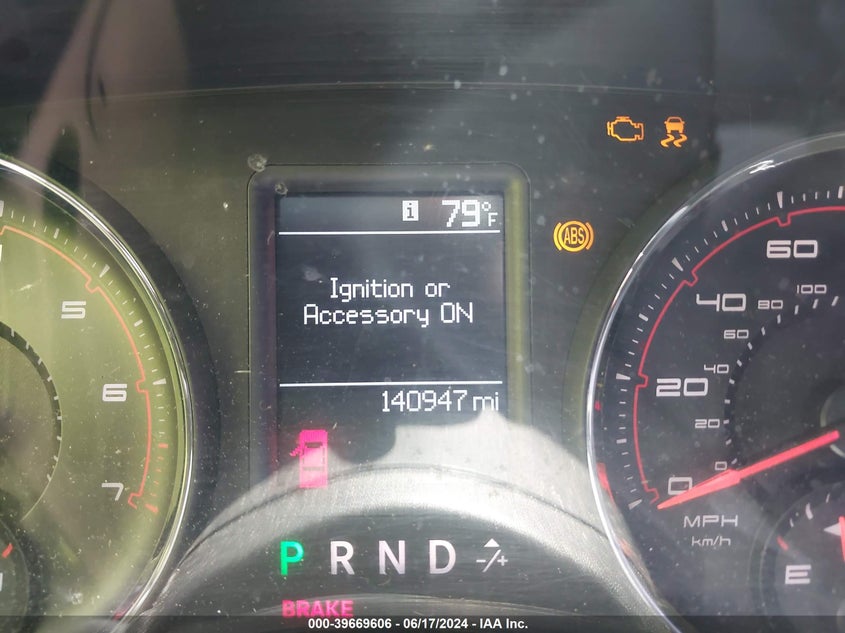 i 79°F
ABS
Ignition or
Accessory ON
140947 mi
5
6
7
60
40
20
0
100
80
60
40
20
0
MPH
km/h
E
P R N D -/+
BRAKE
000-39669606 - 06/17/2024 - IAA Inc.